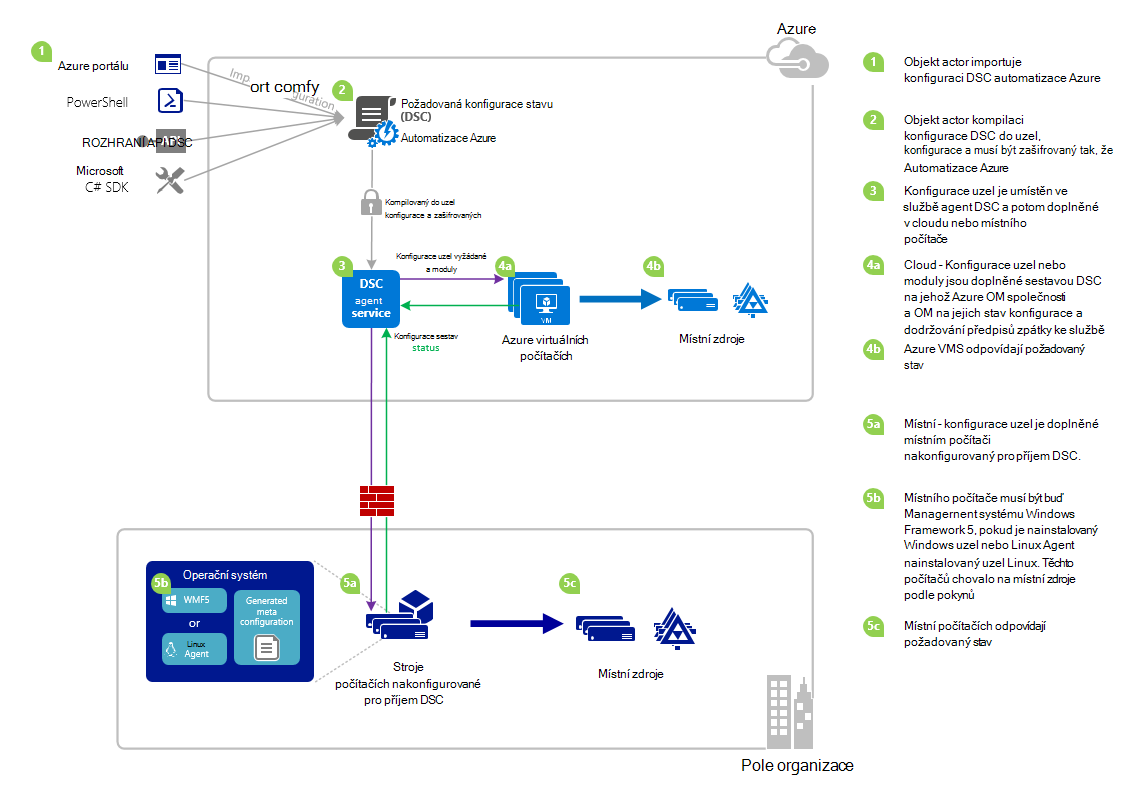 Azure
1
Azure portálu
PowerShell
ROZHRANÍ API DSC
Microsoft
C# SDK
Imp
ort comfy
guration
2
Požadovaná konfigurace stavu
(DSC)
Automatizace Azure
Kompilovaný do uzel
konfigurace a zašifrovaných
3
DSC
agent
service
Konfigurace uzel vyžádané
a moduly
4a
VM
Azure virtuálních
počítačích
4b
Místní zdroje
Konfigurace sestav
status
5b
Operační systém
WMF5
or
Linux
Agent
Generated
meta
configuration
5a
Stroje
počítačích nakonfigurované
pro příjem DSC
5c
Místní zdroje
Pole organizace
1
Objekt actor importuje
konfiguraci DSC automatizace Azure
2
Objekt actor kompilaci
konfigurace DSC do uzel,
konfigurace a musí být zašifrovaný tak, že
Automatizace Azure
3
Konfigurace uzel je umístěn ve
službě agent DSC a potom doplněné
v cloudu nebo místního
počítače
4a
Cloud - Konfigurace uzel nebo
moduly jsou doplněné sestavou DSC
na jehož Azure OM společnosti
a OM na jejich stav konfigurace a
dodržování předpisů zpátky ke službě
4b
Azure VMS odpovídají požadovaný
stav
5a
Místní - konfigurace uzel je doplněné
místním počítači
nakonfigurovaný pro příjem DSC.
5b
Místního počítače musí být buď
Managernent systému Windows
Framework 5, pokud je nainstalovaný
Windows uzel nebo Linux Agent
nainstalovaný uzel Linux. Těchto
počítačů chovalo na místní zdroje
podle pokynů
5c
Místní počítačích odpovídají
požadovaný stav